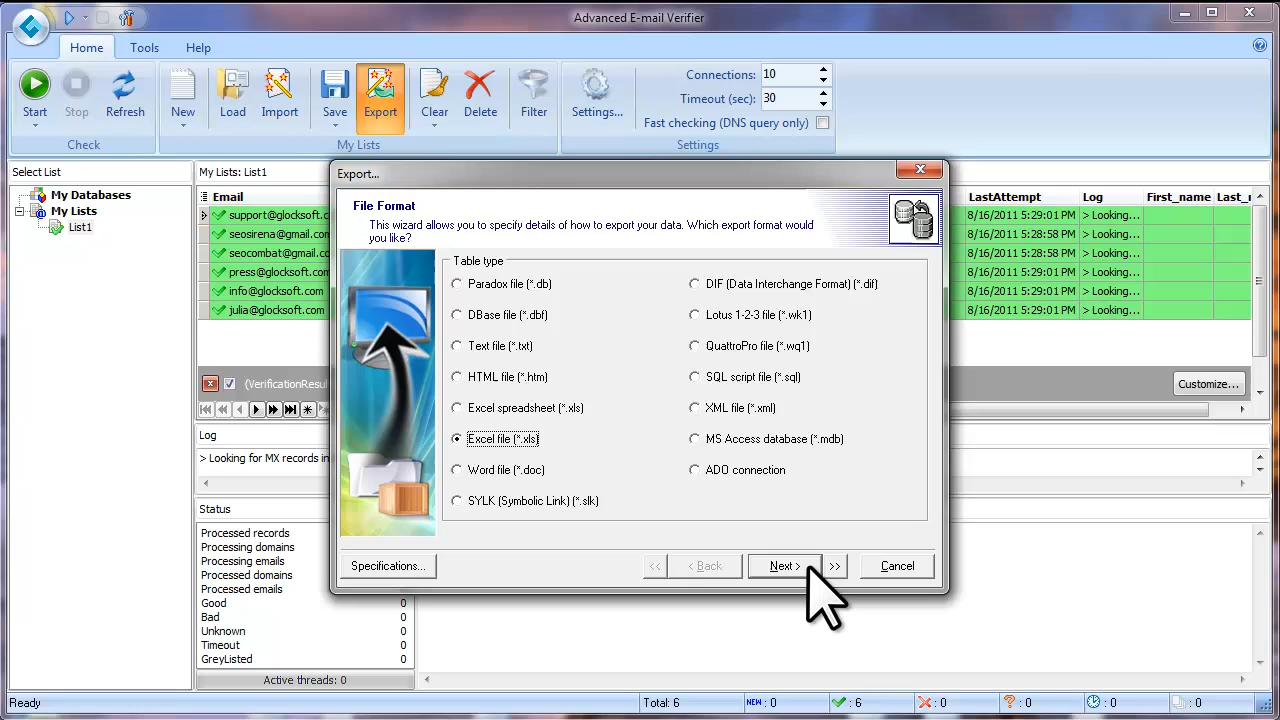 Advanced E-mail Verifier
Home Tools Help
Start Stop Refresh New Load Import Save Export Clear Delete Filter Settings...
Connections: 10
Timeout (sec): 30
Fast checking (DNS query only)
Check My Lists Settings
Select List
My Databases
My Lists
List1
My Lists: List1
Email LastAttempt Log First_name
support@glocksoft. 8/16/2011 5:29:01 PM > Looking...
seosirena@gmail.com 8/16/2011 5:28:58 PM > Looking...
seocombat@gmail.com 8/16/2011 5:28:58 PM > Looking...
press@glocksoft.com 8/16/2011 5:29:01 PM > Looking...
info@glocksoft.com 8/16/2011 5:29:01 PM > Looking...
julia@glocksoft.com 8/16/2011 5:29:01 PM > Looking...
(VerificationResu
Customize...
Log
> Looking for MX records in
Status
Processed records
Processing domains
Processing emails
Processed domains 0
Processed emails 0
Good 0
Bad 0
Unknown 0
Timeout 0
GreyListed 0
Active threads: 0
Export...
File Format
This wizard allows you to specify details of how to export your data. Which export format would
you like?
Table type
Paradox file (*.db)
DBase file (*.dbf)
Text file (*.txt)
HTML file (*.htm)
Excel spreadsheet (*.xls)
Excel file (*.xls)
Word file (*.doc)
SYLK (Symbolic Link) (*.slk)
DIF (Data Interchange Format) (*.dif)
Lotus 1-2-3 file (*.wk1)
QuattroPro file (*.wq1)
SQL script file (*.sql)
XML file (*.xml)
MS Access database (*.mdb)
ADO connection
Specifications... << < Back Next > >> Cancel
Ready Total: 6 NEW : 0 : 6 : 0 : 0 : 0 : 0